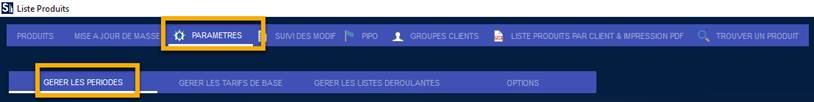 Sb Liste Produits
PRODUITS MISE A JOUR DE MASSE PARAMETRES SUIVI DES MODIF PIPO GROUPES CLIENTS LISTE PRODUITS PAR CLIENT & IMPRESSION PDF TROUVER UN PRODUIT
GERER LES PERIODES GERER LES TARIFS DE BASE GERER LES LISTES DEROULANTES OPTIONS